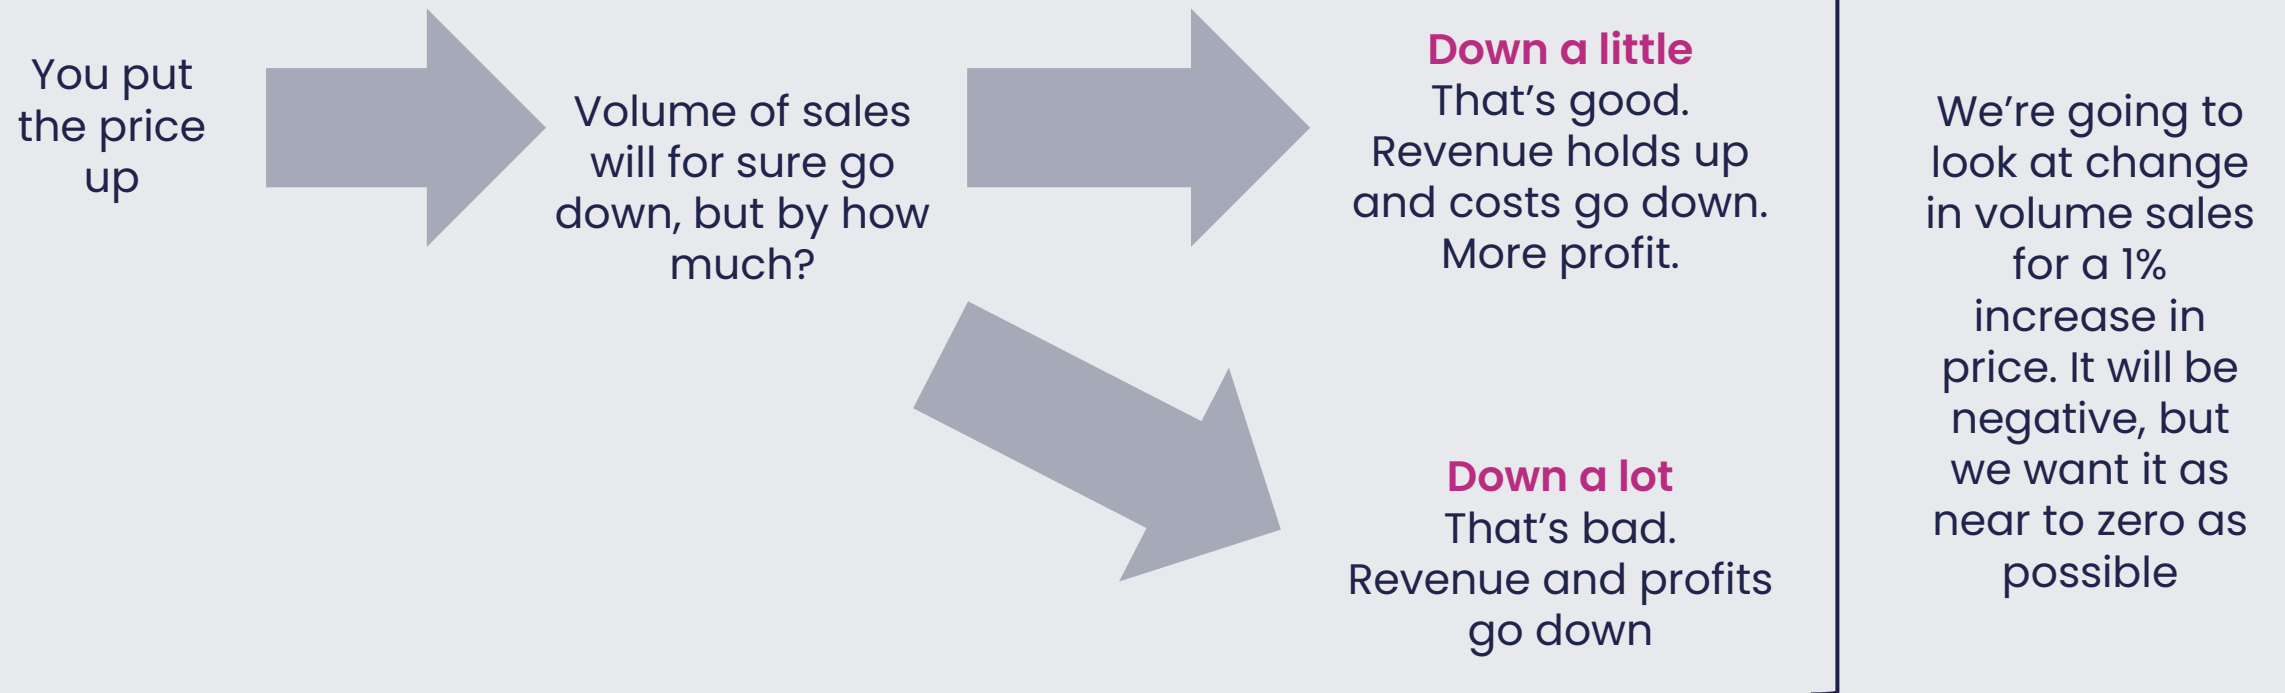 You put
the price
up
Volume of sales
will for sure go
down, but by how
much?
Down a little
That’s good.
Revenue holds up
and costs go down.
More profit.
Down a lot
That’s bad.
Revenue and profits
go down
We’re going to
look at change
in volume sales
for a 1%
increase in
price. It will be
negative, but
we want it as
near to zero as
possible